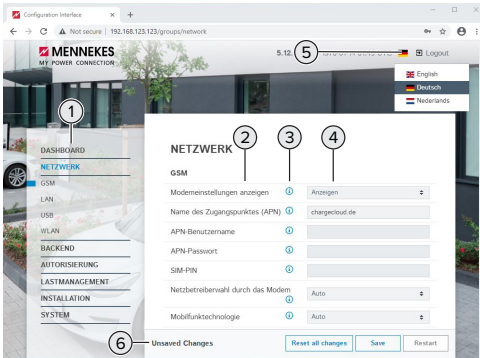 Configuration Interface
Not secure | 192.168.123.123/groups/network
MENNEKES
MY POWER CONNECTION
5.12.
5
Logout
English
Deutsch
Nederlands
1
2
3
4
DASHBOARD
NETZWERK
GSM
LAN
USB
WLAN
BACKEND
AUTORISIERUNG
LASTMANAGEMENT
INSTALLATION
SYSTEM
NETZWERK
GSM
Modemeinstellungen anzeigen
Anzeigen
Name des Zugangspunktes (APN)
chargecloud.de
APN-Benutzername
APN-Passwort
SIM-PIN
Netzbetreiberwahl durch das Modem
Auto
Mobilfunktechnologie
Auto
6
Unsaved Changes
Reset all changes
Save
Restart